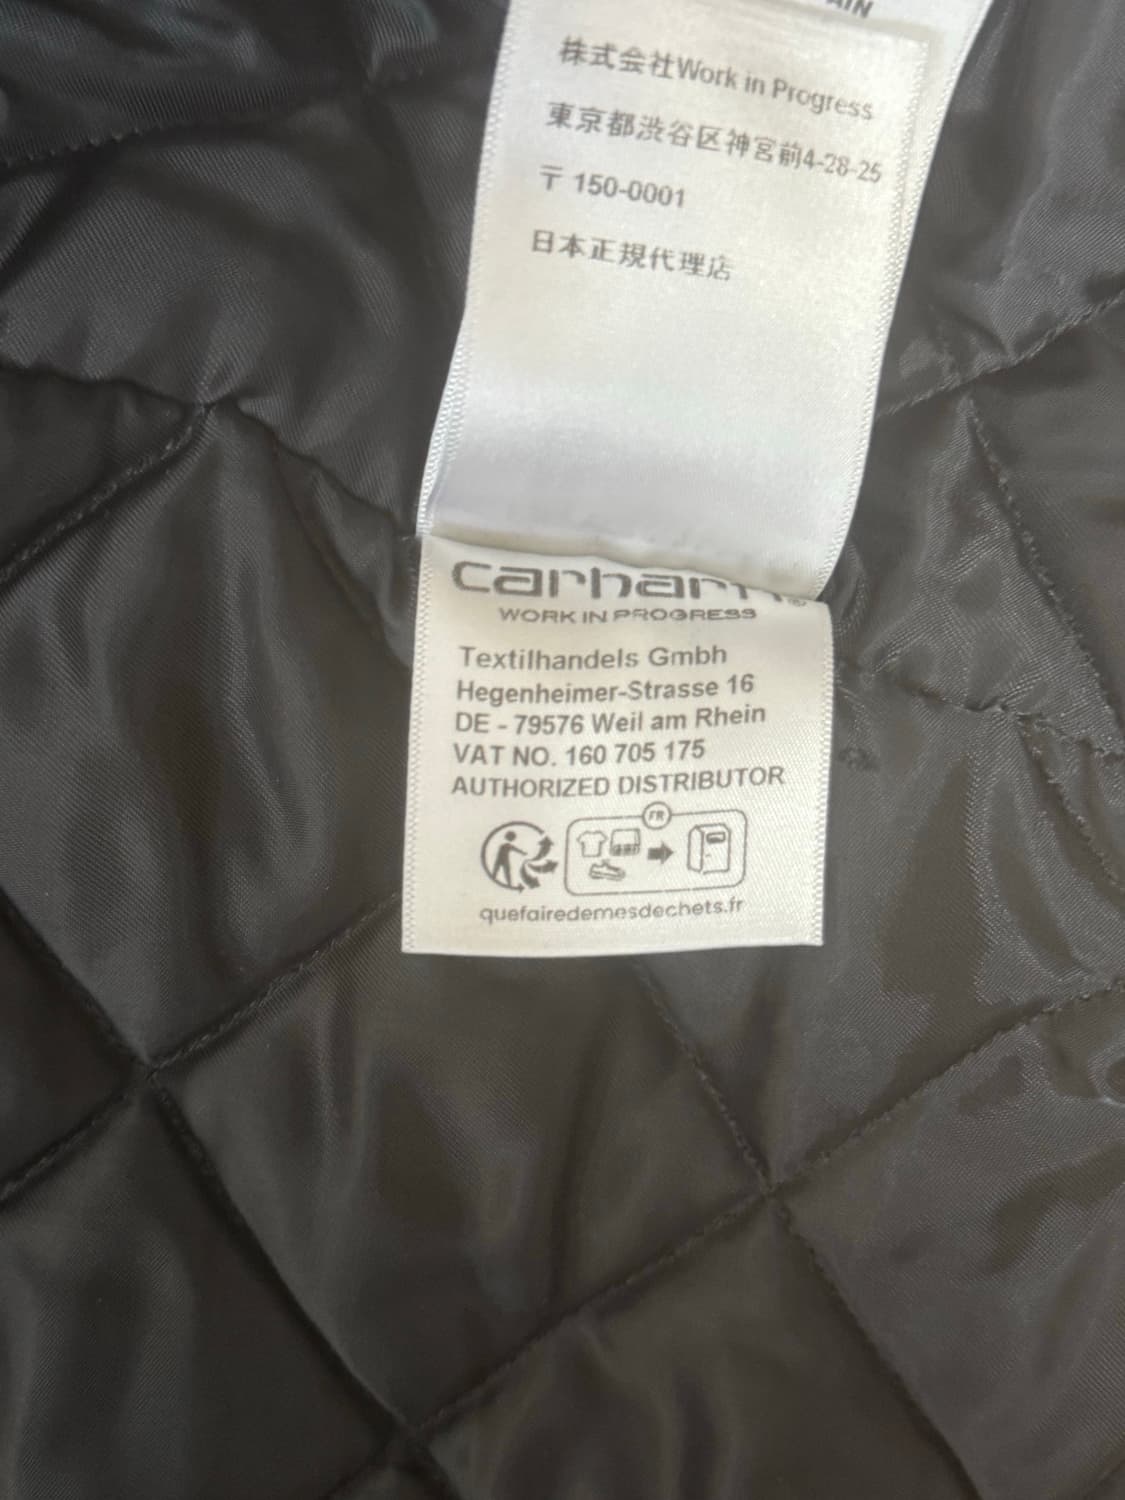 株式会社Work in Progress
東京都渋谷区神宮前4-28-25
〒 150-0001
日本正規代理店
carhartt®
WORK IN PROGRESS
Textilhandels Gmbh
Hegenheimer-Strasse 16
DE - 79576 Weil am Rhein
VAT NO. 160 705 175
AUTHORIZED DISTRIBUTOR
FR
quefairedemesdechets.fr